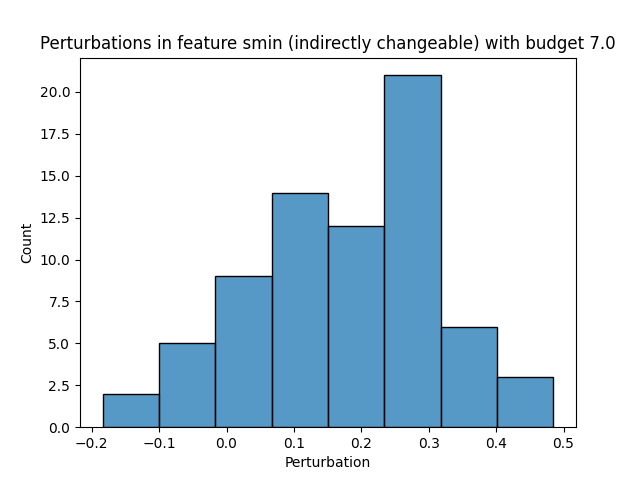 Perturbations in feature smin (indirectly changeable) with budget 7.0
20.0
17.5
15.0
12.5
10.0
7.5
5.0
2.5
0.0
Count
−0.2 −0.1 0.0 0.1 0.2 0.3 0.4 0.5
Perturbation